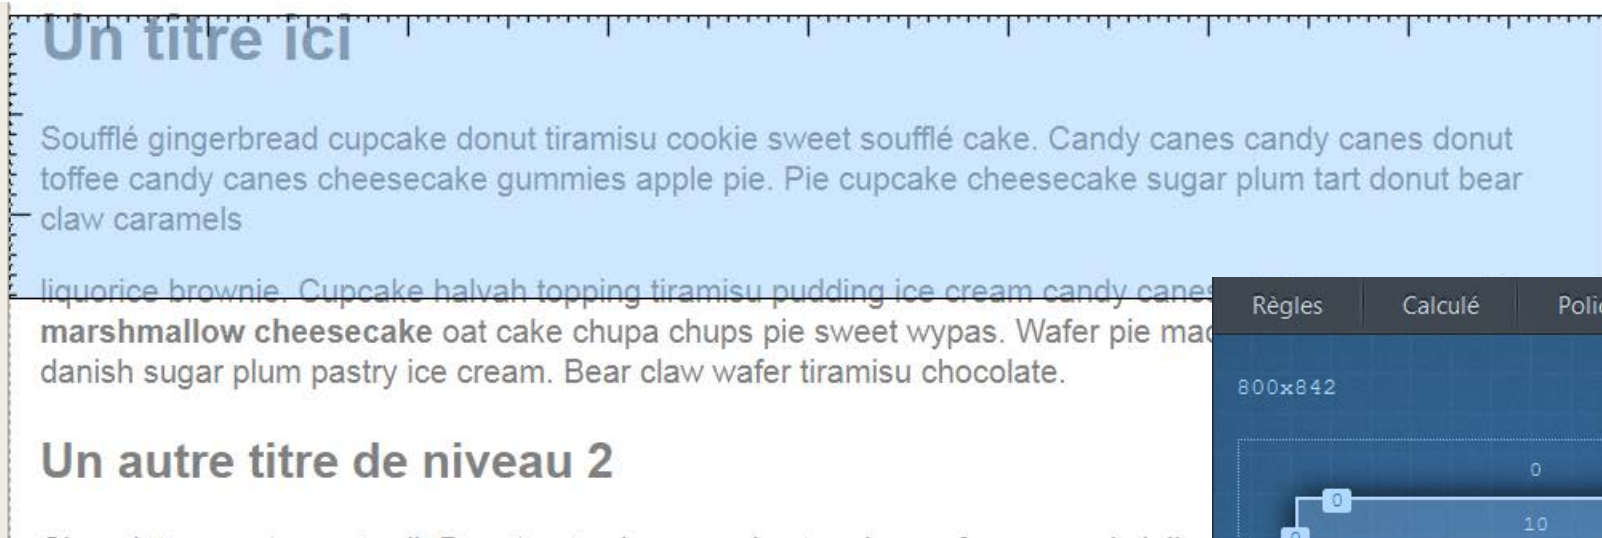 Un titre ici
Soufflé gingerbread cupcake donut tiramisu cookie sweet soufflé cake. Candy canes candy canes donut
toffee candy canes cheesecake gummies apple pie. Pie cupcake cheesecake sugar plum tart donut bear
claw caramels
liquorice brownie. Cupcake halvah topping tiramisu pudding ice cream candy canes
marshmallow cheesecake oat cake chupa chups pie sweet wypas. Wafer pie
danish sugar plum pastry ice cream. Bear claw wafer tiramisu chocolate.
Un autre titre de niveau 2
Règles Calculé
800x842
0
0
10
0